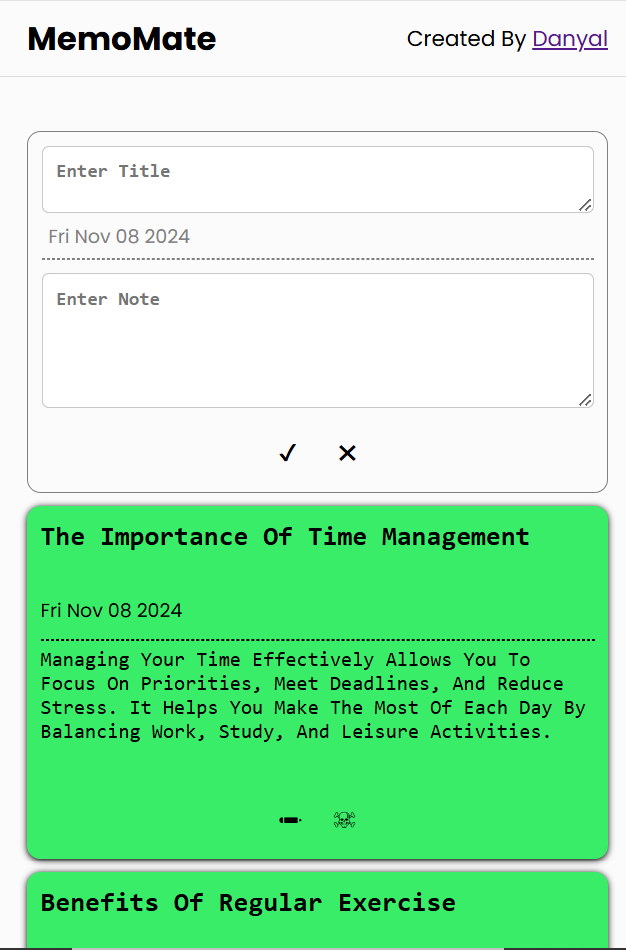 MemoMate
Created By Danyal
Enter Title
Fri Nov 08 2024
Enter Note
✓ ✕
The Importance Of Time Management
Fri Nov 08 2024
Managing Your Time Effectively Allows You To
Focus On Priorities, Meet Deadlines, And Reduce
Stress. It Helps You Make The Most Of Each Day By
Balancing Work, Study, And Leisure Activities.
Benefits Of Regular Exercise